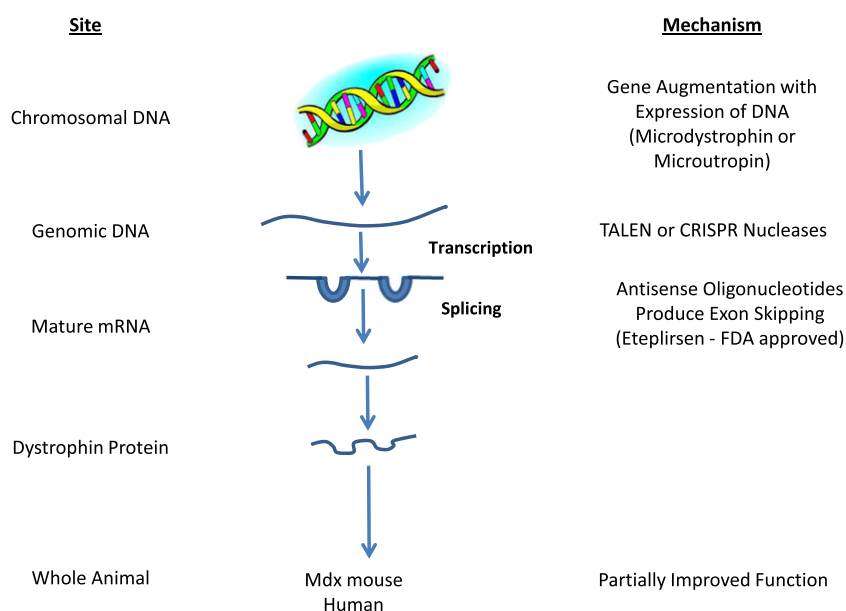 Site
Mechanism
Chromosomal DNA
Gene Augmentation with
Expression of DNA
(Microdystrophin or
Microutropin)
Genomic DNA
TALEN or CRISPR Nucleases
Transcription
Antisense Oligonucleotides
Produce Exon Skipping
(Eteplirsen - FDA approved)
Splicing
Mature mRNA
Dystrophin Protein
Whole Animal
Mdx mouse
Human
Partially Improved Function